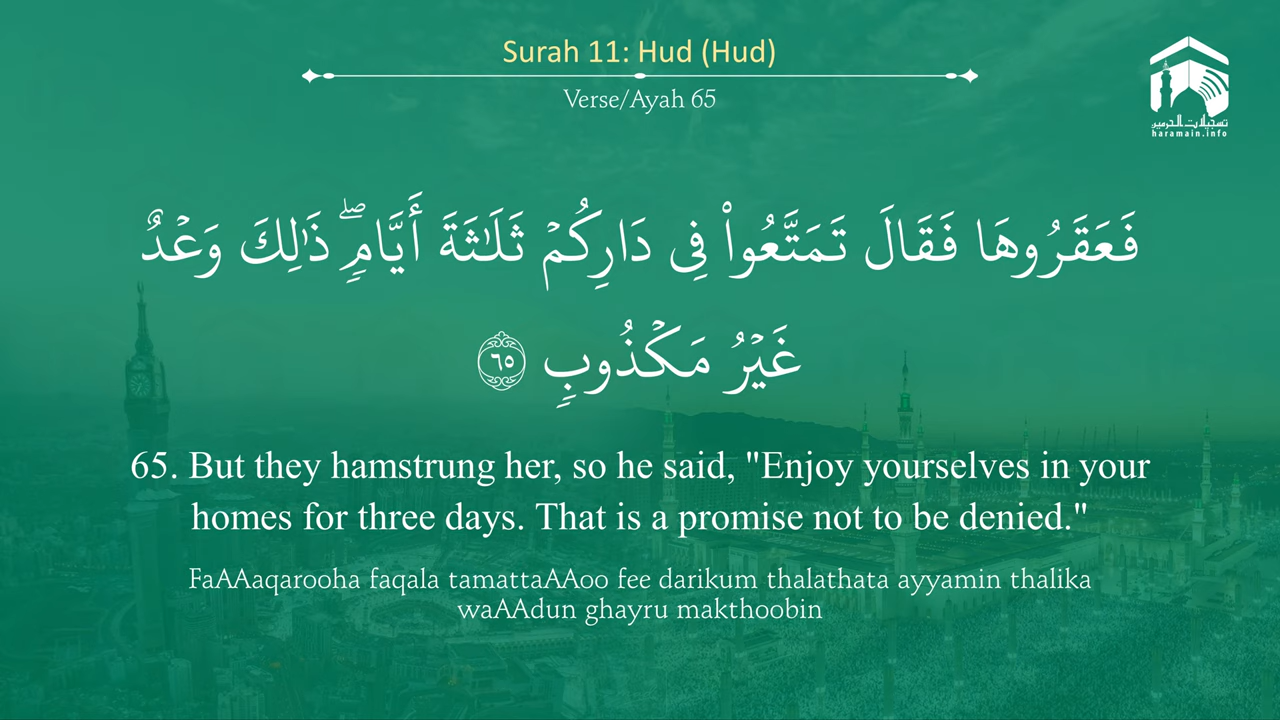 Surah 11: Hud (Hud)
Verse/Ayah 65
تسجيلات الحرمين
haramain.info
فَعَقَرُوهَا فَقَالَ تَمَتَّعُوا۟ فِى دَارِكُمْ ثَلَـٰثَةَ أَيَّامٍۢ ۖ ذَٰلِكَ وَعْدٌ
غَيْرُ مَكْذُوبٍۢ ٦٥
65. But they hamstrung her, so he said, "Enjoy yourselves in your
homes for three days. That is a promise not to be denied."
FaAAaqarooha faqala tamattaAAoo fee darikum thalathata ayyamin thalika
waAAdun ghayru makthoobin